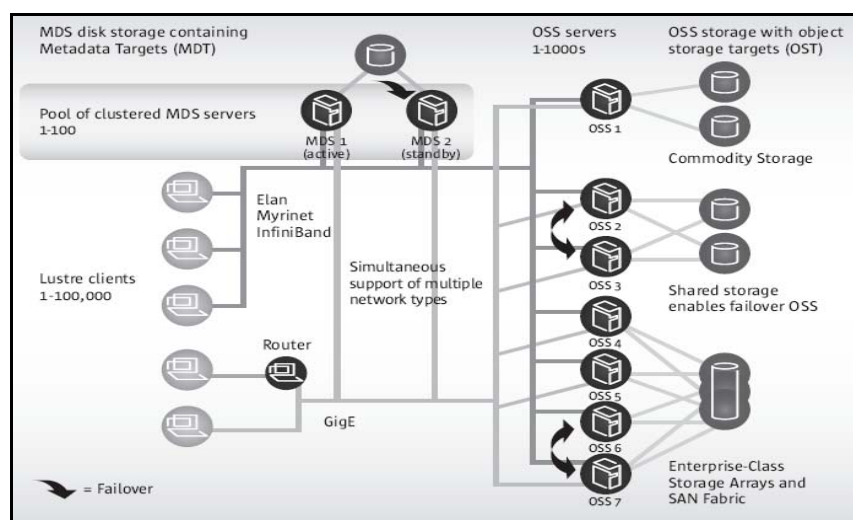 MDS disk storage containing
Metadata Targets (MDT)
OSS servers
1-1000s
OSS storage with object
storage targets (OST)
Pool of clustered MDS servers
1-100
MDS 1
(active)
MDS 2
(standby)
OSS 1
Commodity Storage
Elan
Myrinet
InfiniBand
OSS 2
Lustre clients
1-100,000
Simultaneous
support of multiple
network types
OSS 3
Shared storage
enables failover OSS
OSS 4
Router
OSS 5
GigE
OSS 6
Enterprise-Class
Storage Arrays and
SAN Fabric
OSS 7
= Failover